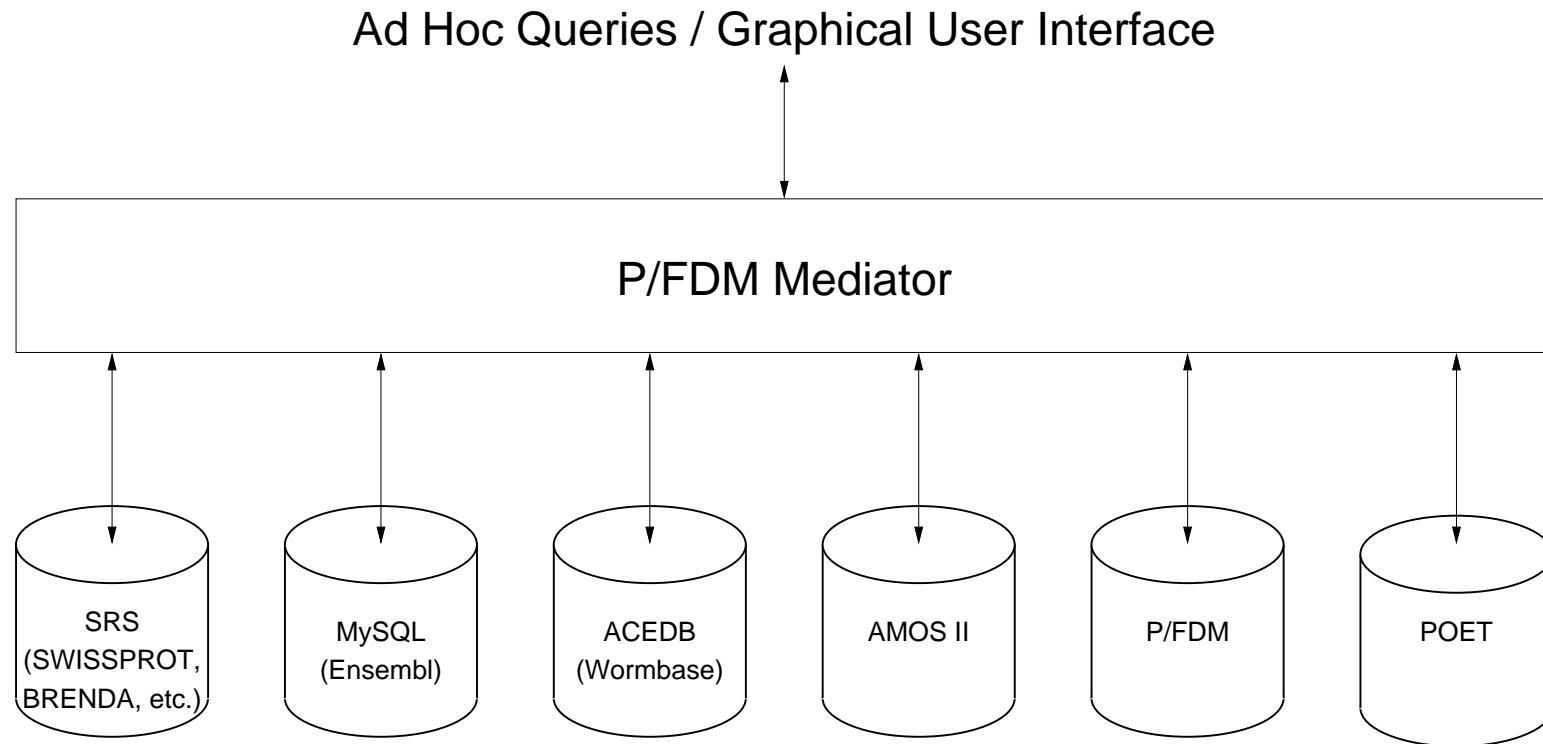 Ad Hoc Queries / Graphical User Interface
P/FDM Mediator
SRS
(SWISSPROT,
BRENDA, etc.)
MySQL
(Ensembl)
ACEDB
(Wormbase)
AMOS II
P/FDM
POET